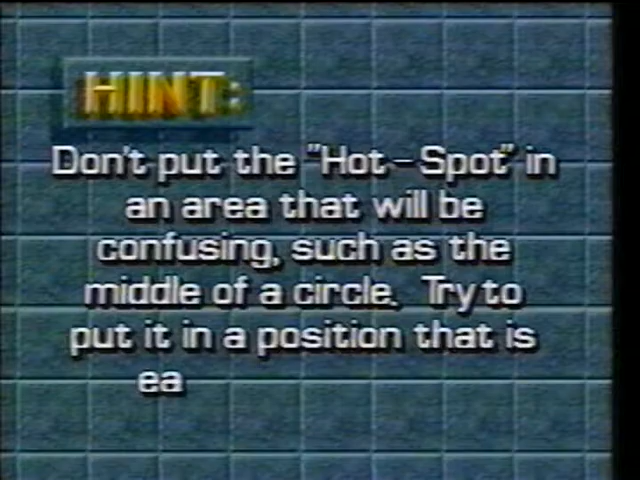 HINT:
Don't put the "Hot-Spot" in
an area that will be
confusing, such as the
middle of a circle. Try to
put it in a position that is
ea